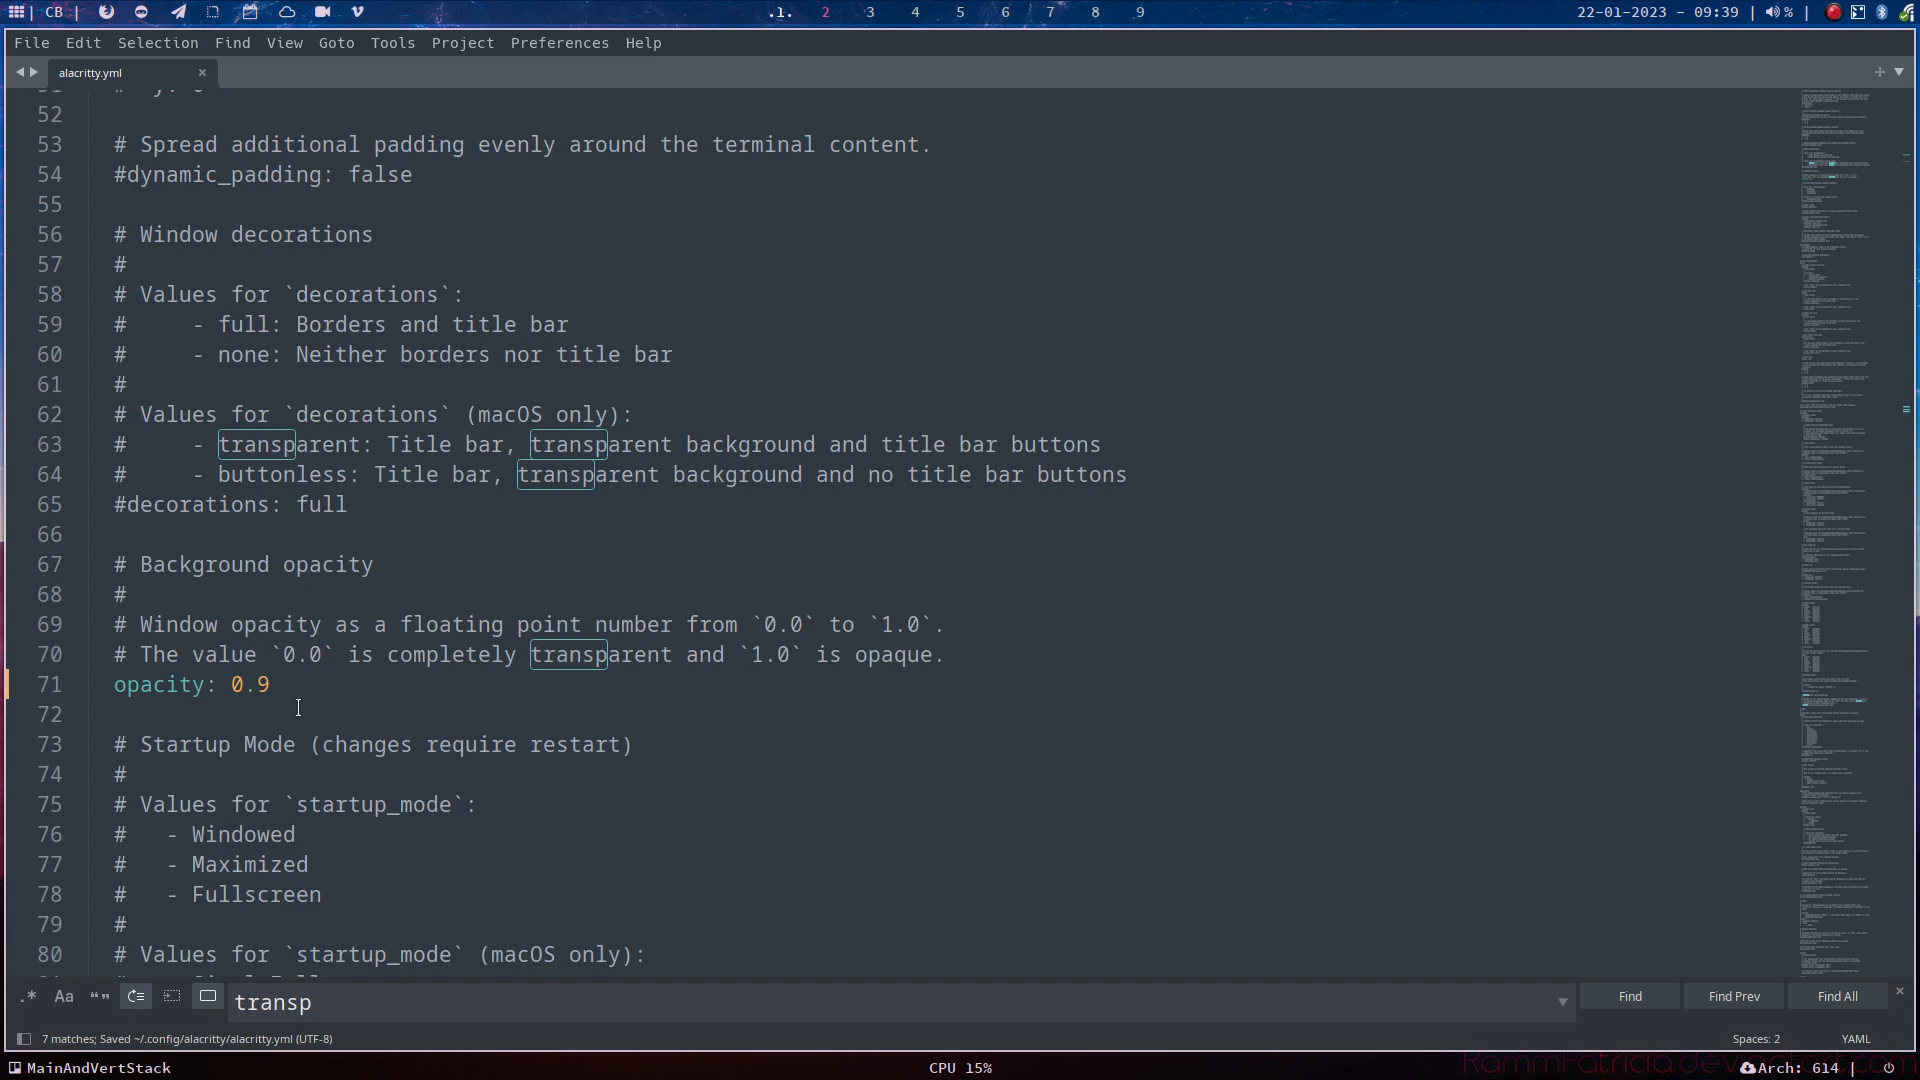 CB
.1. 2 3 4 5 6 7 8 9
22-01-2023 - 09:39 | %
File Edit Selection Find View Goto Tools Project Preferences Help
alacritty.yml
52
53 # Spread additional padding evenly around the terminal content.
54 #dynamic_padding: false
55
56 # Window decorations
57 #
58 # Values for `decorations`:
59 #     - full: Borders and title bar
60 #     - none: Neither borders nor title bar
61 #
62 # Values for `decorations` (macOS only):
63 #     - transparent: Title bar, transparent background and title bar buttons
64 #     - buttonless: Title bar, transparent background and no title bar buttons
65 #decorations: full
66
67 # Background opacity
68 #
69 # Window opacity as a floating point number from `0.0` to `1.0`.
70 # The value `0.0` is completely transparent and `1.0` is opaque.
71 opacity: 0.9
72
73 # Startup Mode (changes require restart)
74 #
75 # Values for `startup_mode`:
76 #   - Windowed
77 #   - Maximized
78 #   - Fullscreen
79 #
80 # Values for `startup_mode` (macOS only):
.* Aa “” transp Find Find Prev Find All
7 matches; Saved ~/.config/alacritty/alacritty.yml (UTF-8) Spaces: 2 YAML
MainAndVertStack CPU 15% Arch: 614 |
RammPatricia.deviantart.com